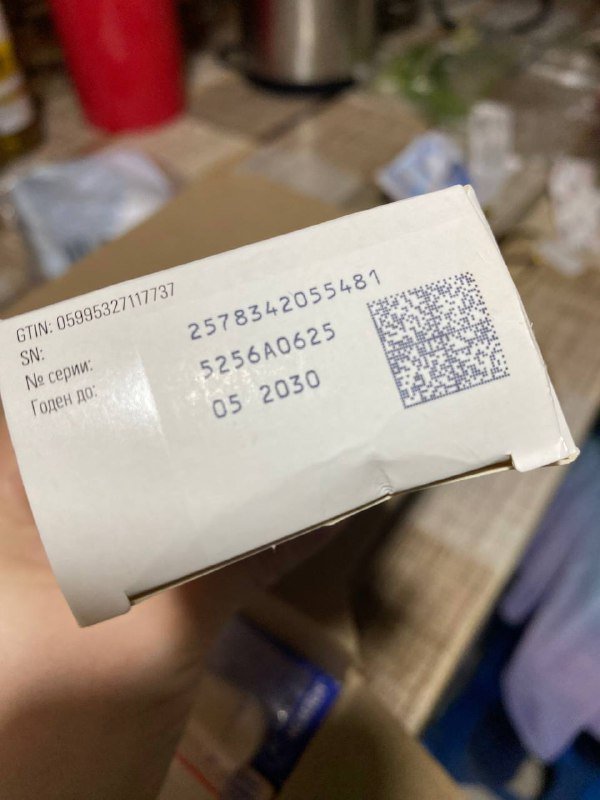 GTIN: 05995327117737
SN: 2578342055481
№ серии: 5256A0625
Годен до: 05 2030